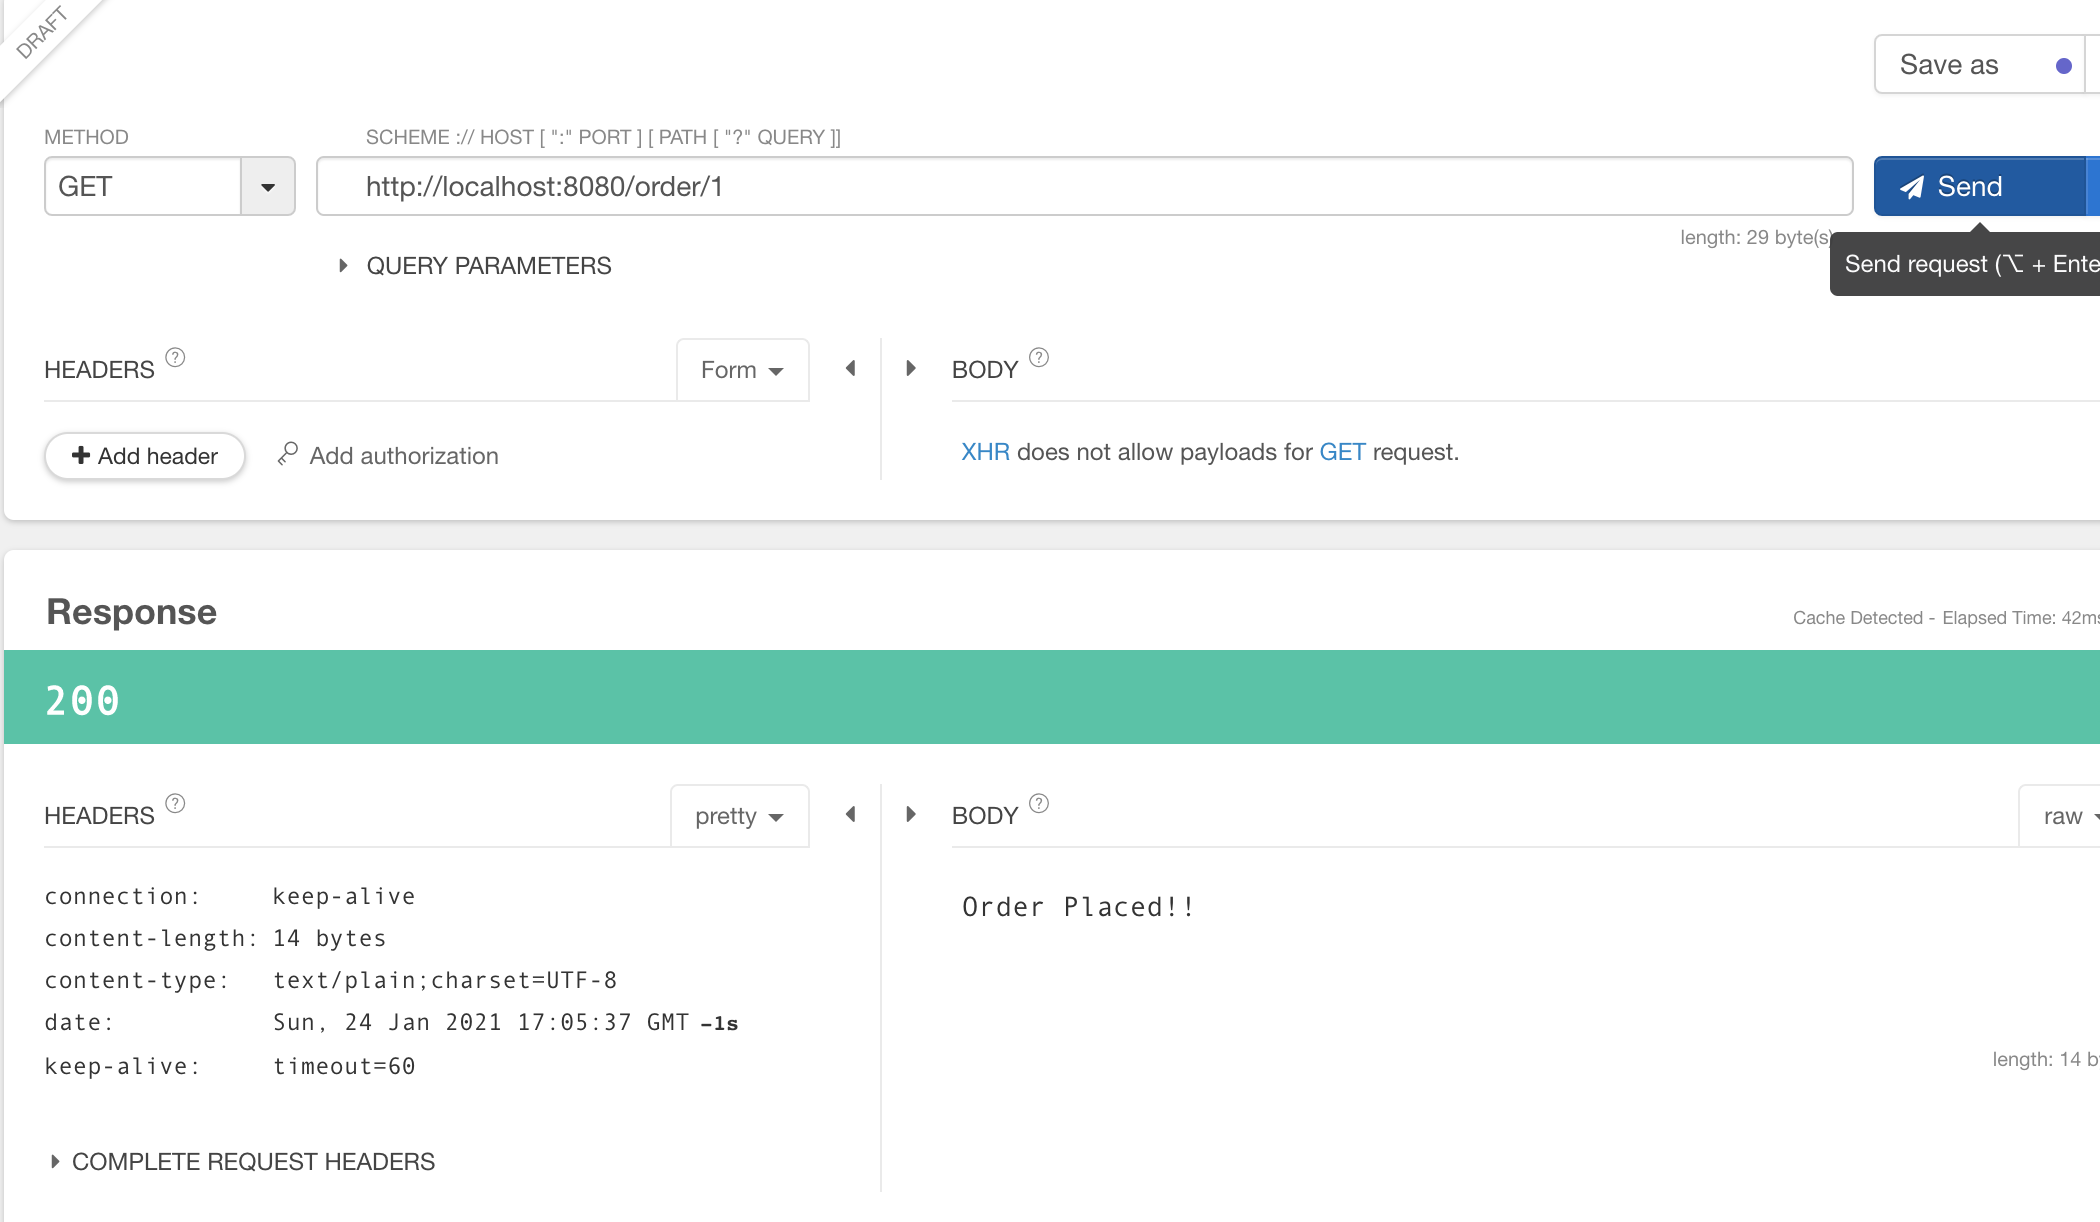 DRAFT
Save as
METHOD
SCHEME :// HOST [ ":" PORT ] [ PATH [ "?" QUERY ]]
GET
http://localhost:8080/order/1
Send
length: 29 byte(s)
Send request (⌥ + Ente
QUERY PARAMETERS
HEADERS ?
Form
BODY ?
+ Add header
Add authorization
XHR does not allow payloads for GET request.
Response
Cache Detected - Elapsed Time: 42ms
200
HEADERS ?
pretty
BODY ?
raw
connection: keep-alive
content-length: 14 bytes
content-type: text/plain;charset=UTF-8
date: Sun, 24 Jan 2021 17:05:37 GMT -1s
keep-alive: timeout=60
Order Placed!!
length: 14 b
COMPLETE REQUEST HEADERS